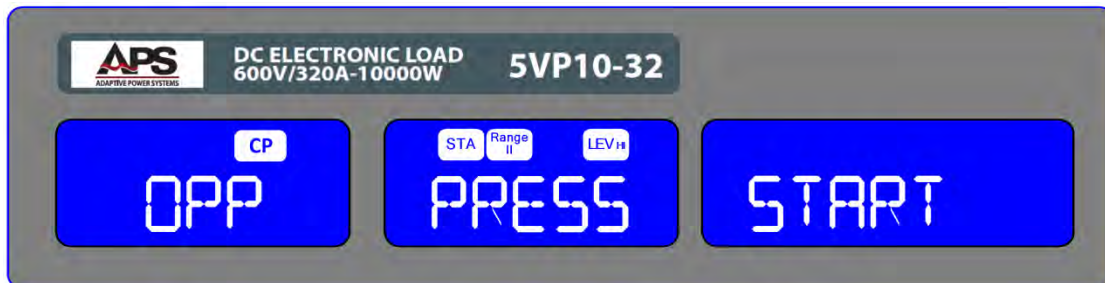 APS
ADAPTIVE POWER SYSTEMS
DC ELECTRONIC LOAD
600V/320A-10000W
5VP10-32
CP
OPP
STA
Range
II
LEV HI
PRESS
START